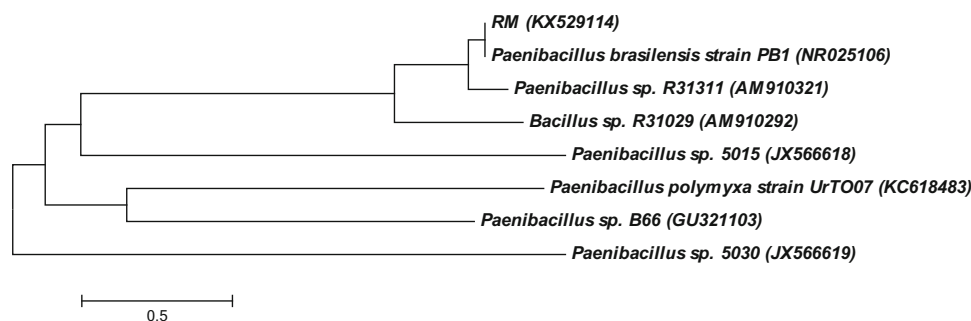 RM (KX529114)
Paenibacillus brasilensis strain PB1 (NR025106)
Paenibacillus sp. R31311 (AM910321)
Bacillus sp. R31029 (AM910292)
Paenibacillus sp. 5015 (JX566618)
Paenibacillus polymyxa strain UrTO07 (KC618483)
Paenibacillus sp. B66 (GU321103)
Paenibacillus sp. 5030 (JX566619)
0.5